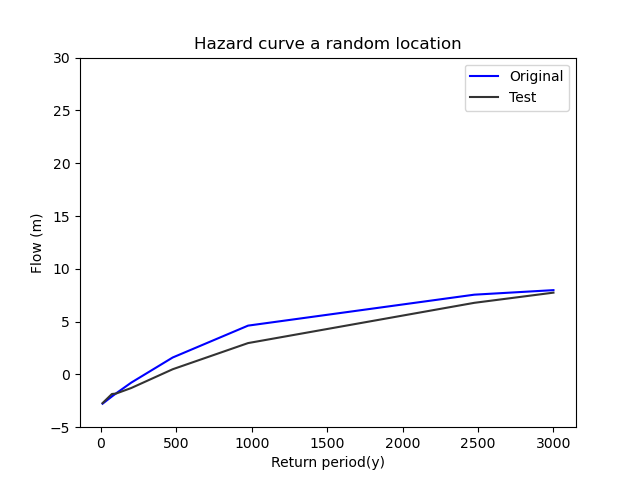 Hazard curve a random location
Original
Test
30
25
20
15
10
5
0
−5
Flow (m)
0 500 1000 1500 2000 2500 3000
Return period(y)